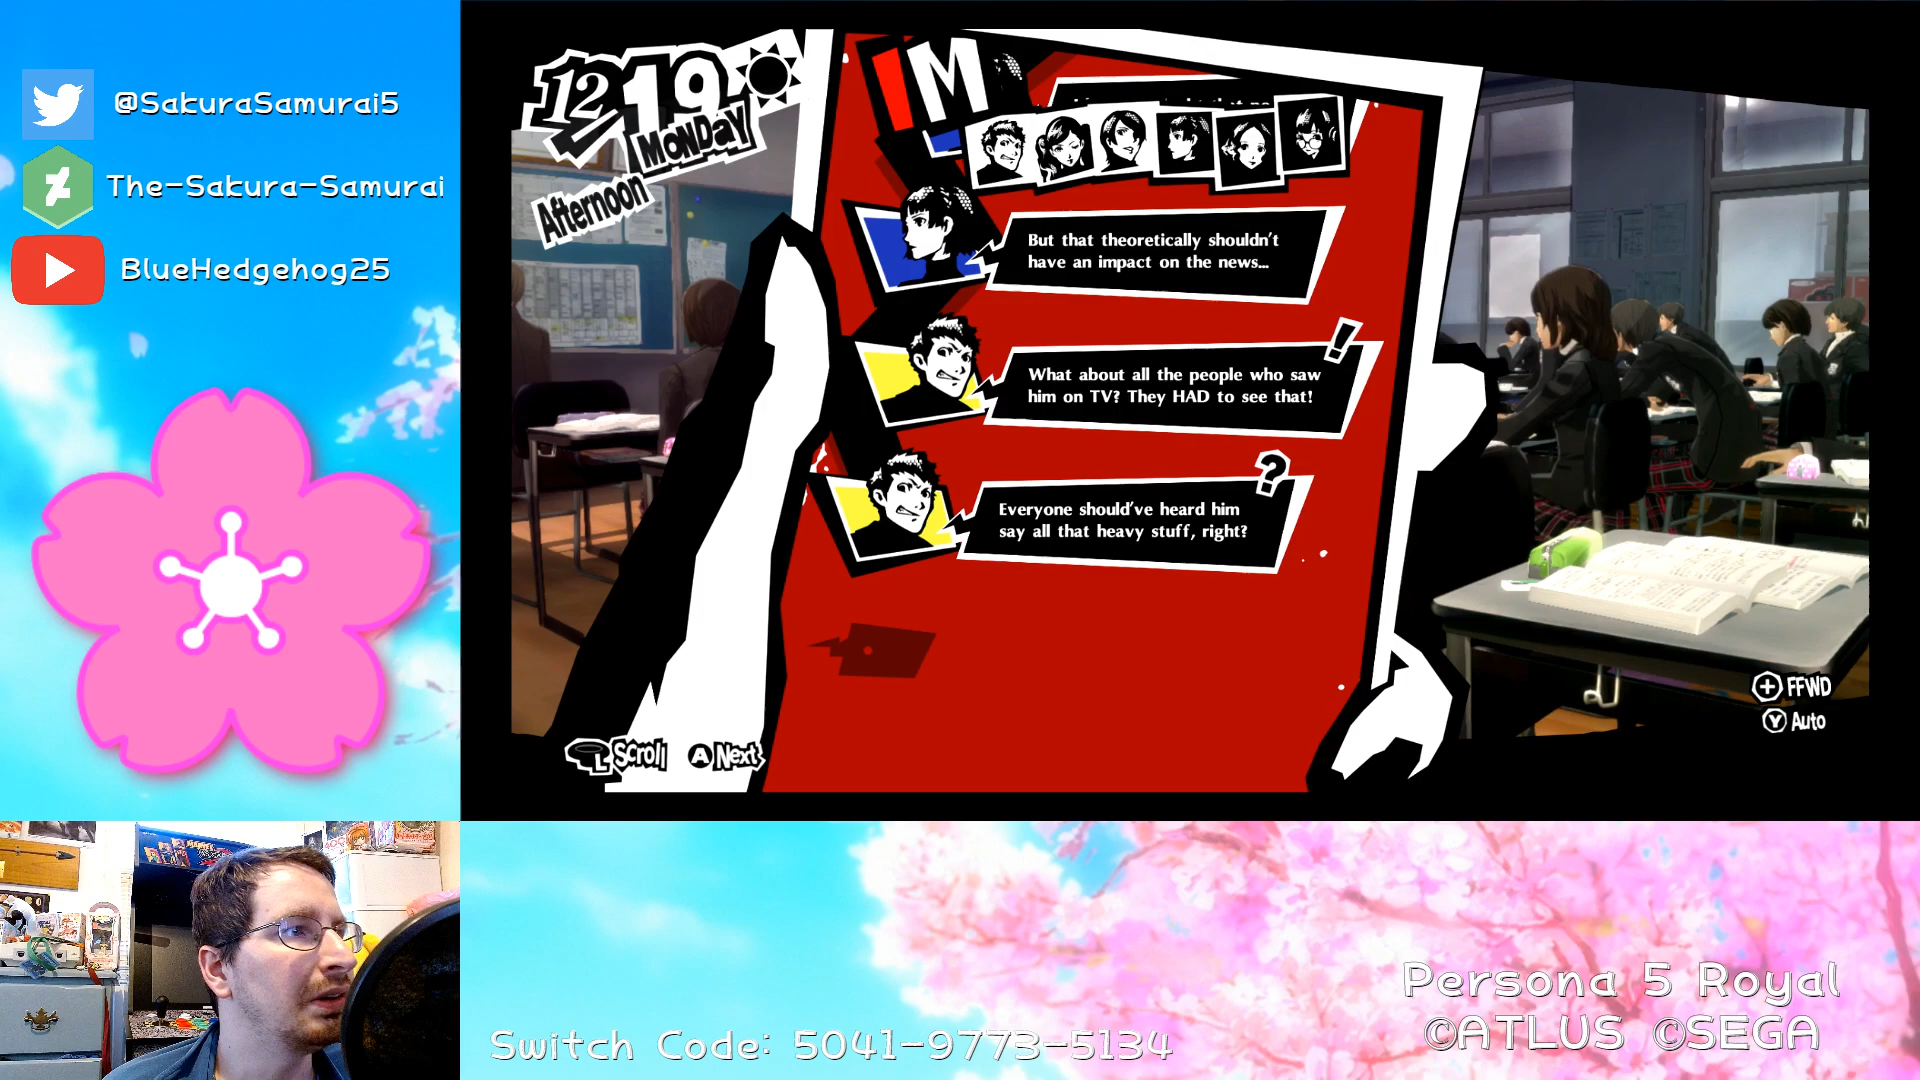 @SakuraSamurai5
The-Sakura-Samurai
BlueHedgehog25
12 19
MONDAY
Afternoon
IM
But that theoretically shouldn't
have an impact on the news...
What about all the people who saw
him on TV? They HAD to see that!
!
Everyone should've heard him
say all that heavy stuff, right?
?
L Scroll A Next
+ FFWD
Y Auto
Switch Code: 5041-9773-5134
Persona 5 Royal
©ATLUS ©SEGA